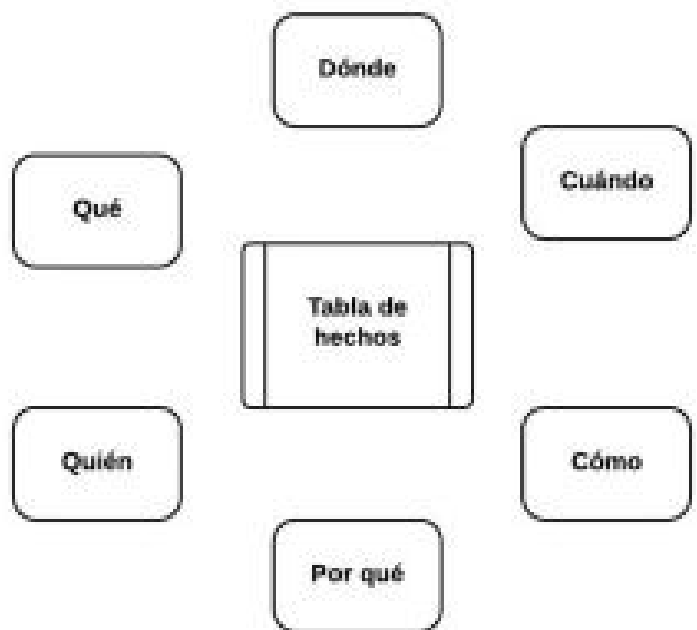 Dónde
Cuándo
Qué
Tabla de
hechos
Quién
Cómo
Por qué